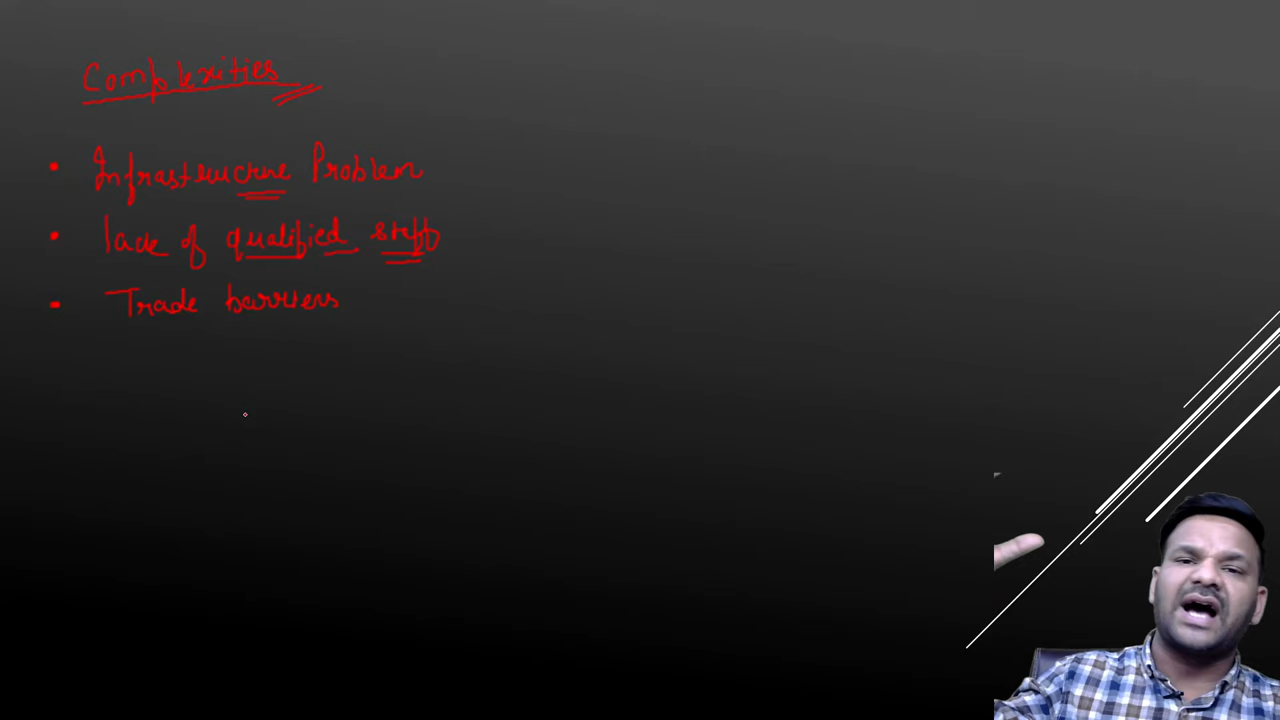 Complexities
• Infrastructure Problem
• lack of qualified staff
• Trade barriers